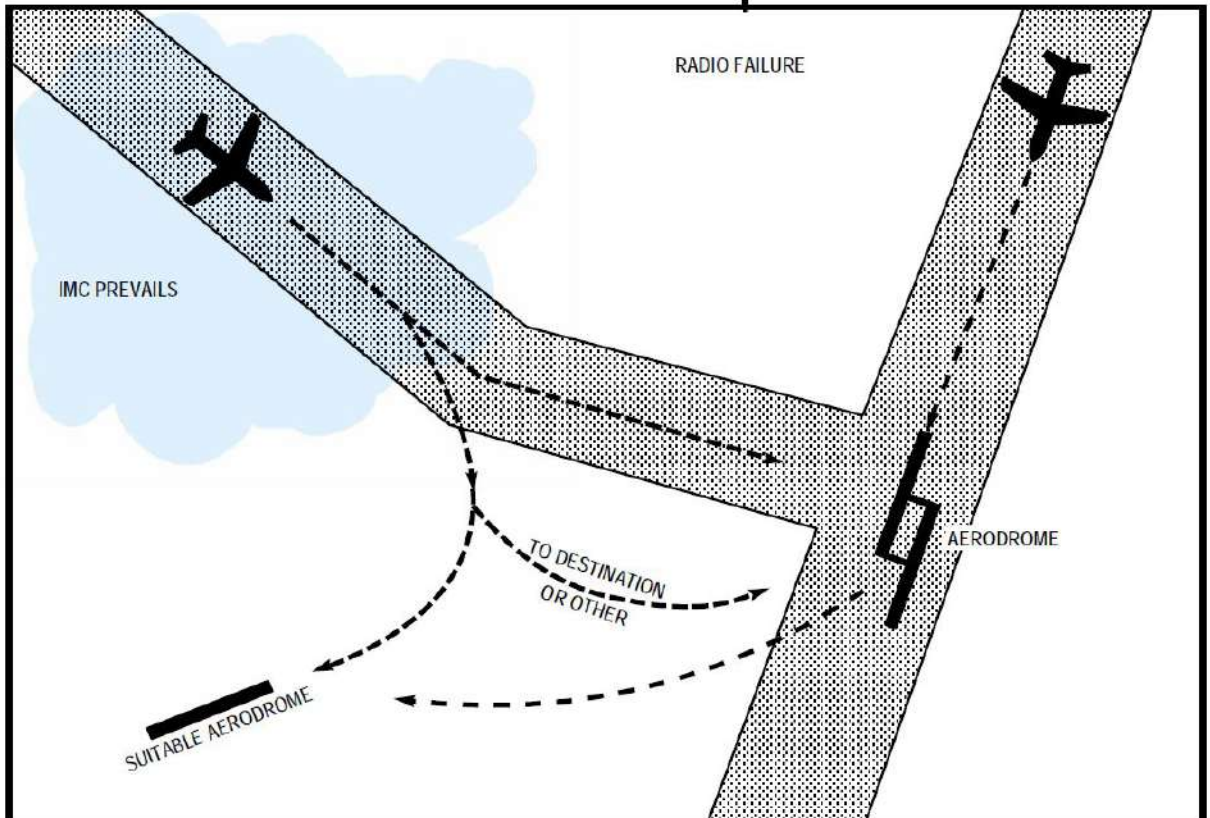 RADIO FAILURE
IMC PREVAILS
AERODROME
TO DESTINATION
OR OTHER
SUITABLE AERODROME